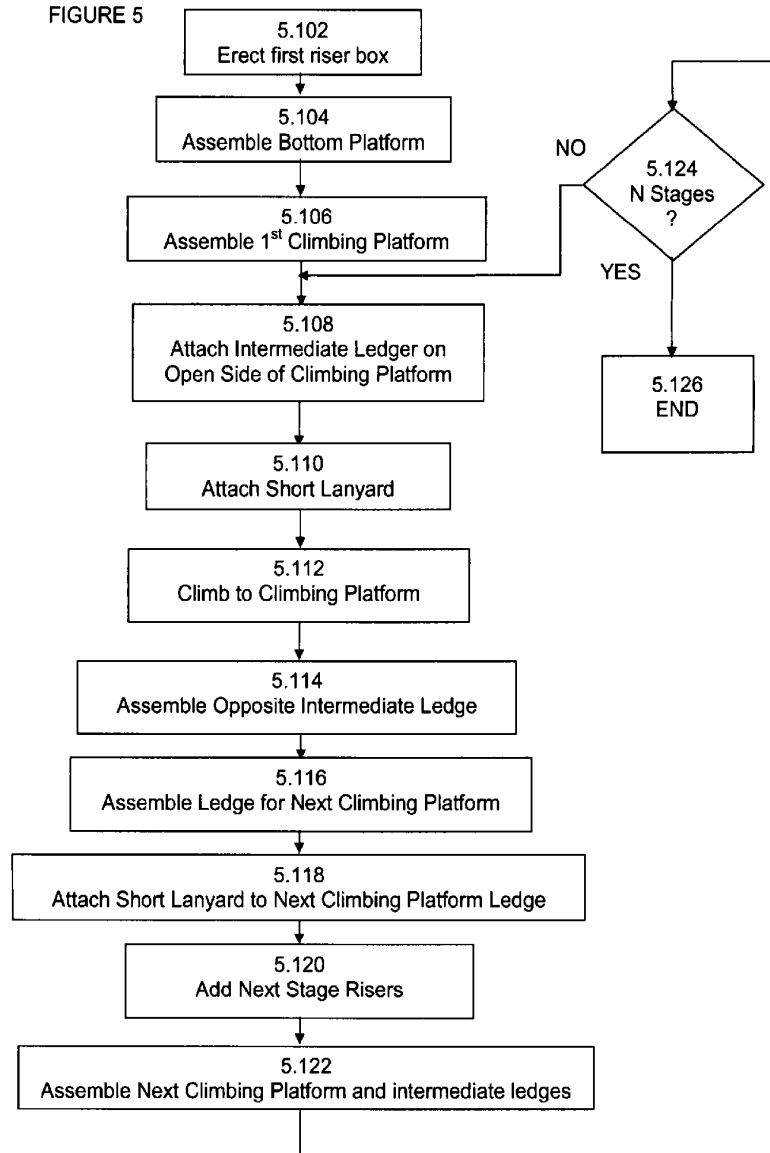 FIGURE 5
5.102
Erect first riser box
5.104
Assemble Bottom Platform
5.106
Assemble 1st Climbing Platform
5.108
Attach Intermediate Ledger on
Open Side of Climbing Platform
5.110
Attach Short Lanyard
5.112
Climb to Climbing Platform
5.114
Assemble Opposite Intermediate Ledge
5.116
Assemble Ledge for Next Climbing Platform
5.118
Attach Short Lanyard to Next Climbing Platform Ledge
5.120
Add Next Stage Risers
5.122
Assemble Next Climbing Platform and intermediate ledges
NO
5.124
N Stages
?
YES
5.126
END